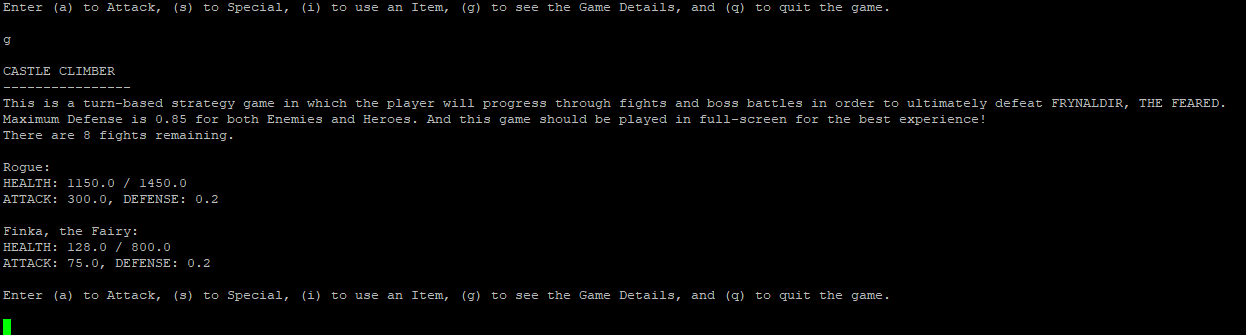 Enter (a) to Attack, (s) to Special, (i) to use an Item, (g) to see the Game Details, and (q) to quit the game.
g
CASTLE CLIMBER
----------------
This is a turn-based strategy game in which the player will progress through fights and boss battles in order to ultimately defeat FRYNALDIR, THE FEARED.
Maximum Defense is 0.85 for both Enemies and Heroes. And this game should be played in full-screen for the best experience!
There are 8 fights remaining.
Rogue:
HEALTH: 1150.0 / 1450.0
ATTACK: 300.0, DEFENSE: 0.2
Finka, the Fairy:
HEALTH: 128.0 / 800.0
ATTACK: 75.0, DEFENSE: 0.2
Enter (a) to Attack, (s) to Special, (i) to use an Item, (g) to see the Game Details, and (q) to quit the game.